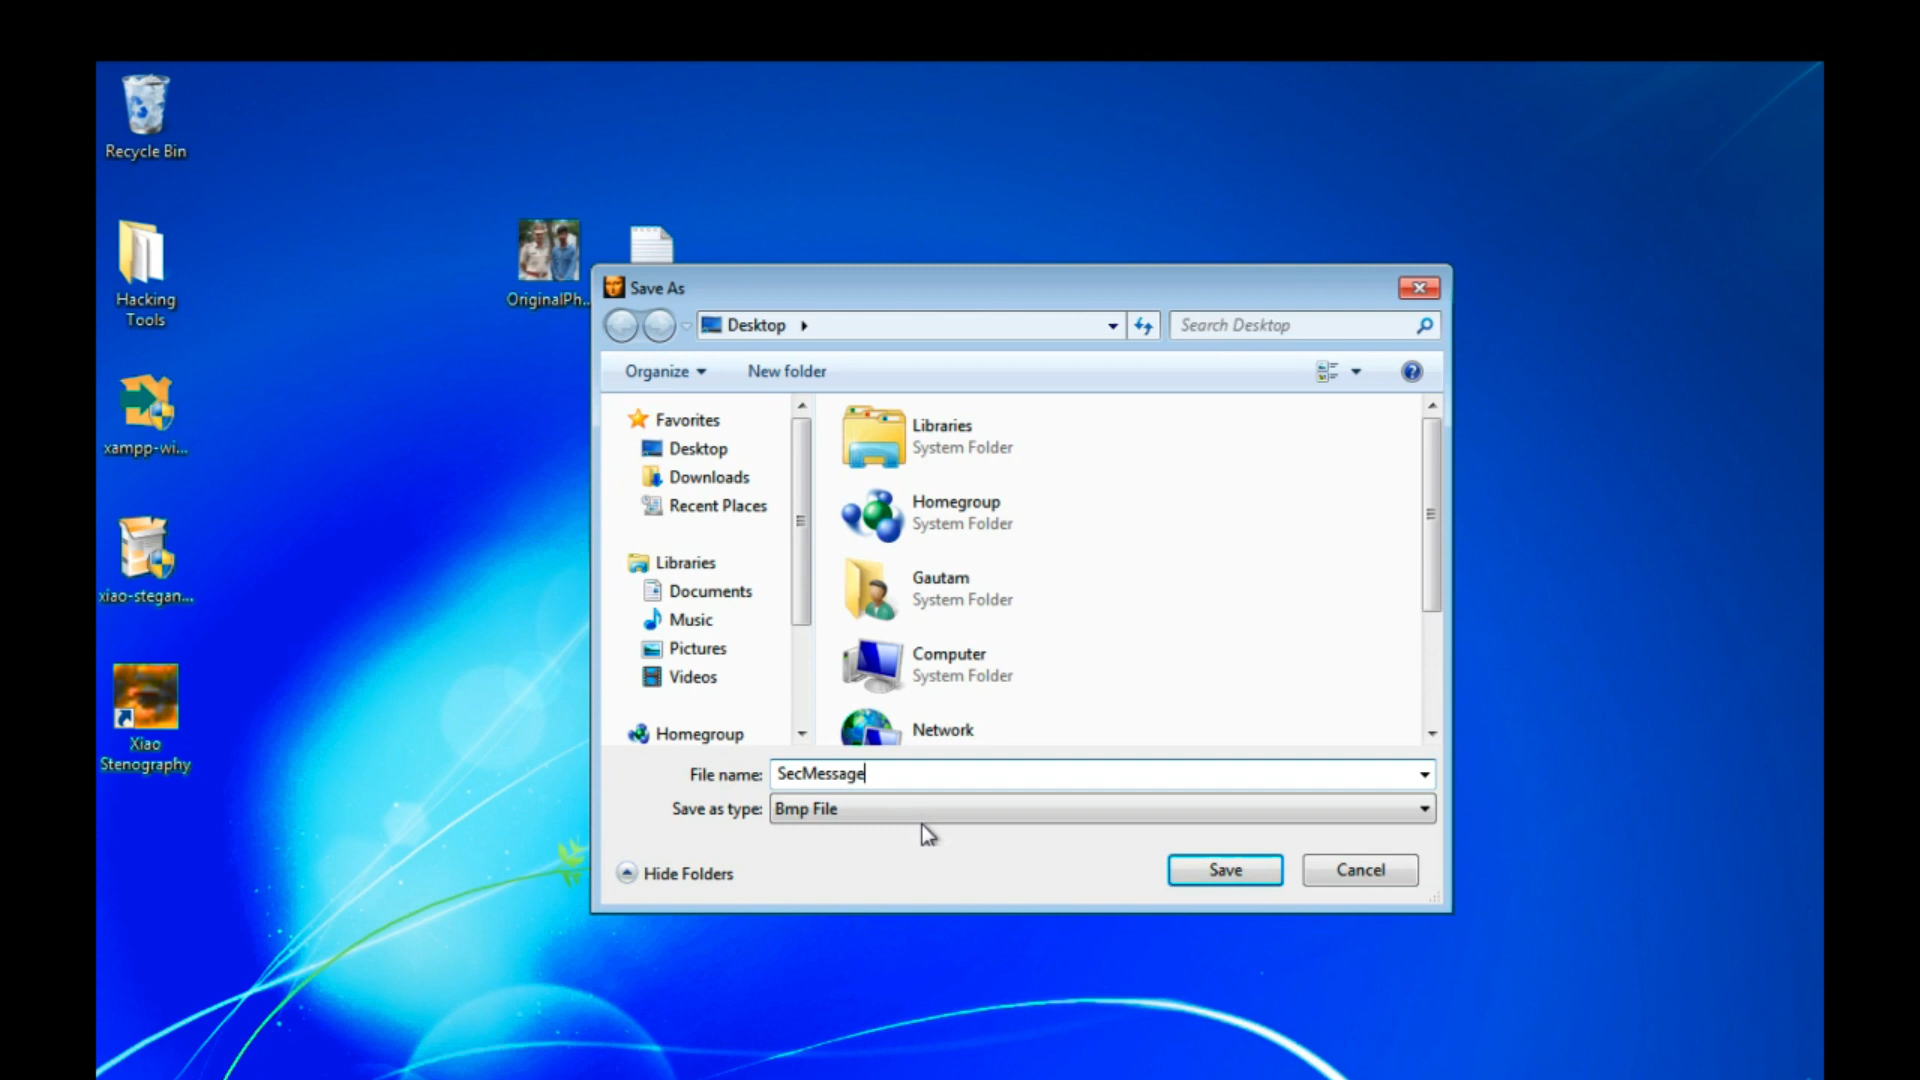 Recycle Bin
Hacking
Tools
xampp-wi...
xiao-stegan...
Xiao
Stenography
OriginalPh...
Save As
Desktop
Search Desktop
Organize
New folder
Favorites
Desktop
Downloads
Recent Places
Libraries
Documents
Music
Pictures
Videos
Homegroup
Libraries
System Folder
Homegroup
System Folder
Gautam
System Folder
Computer
System Folder
Network
File name: SecMessage
Save as type: Bmp File
Hide Folders
Save
Cancel